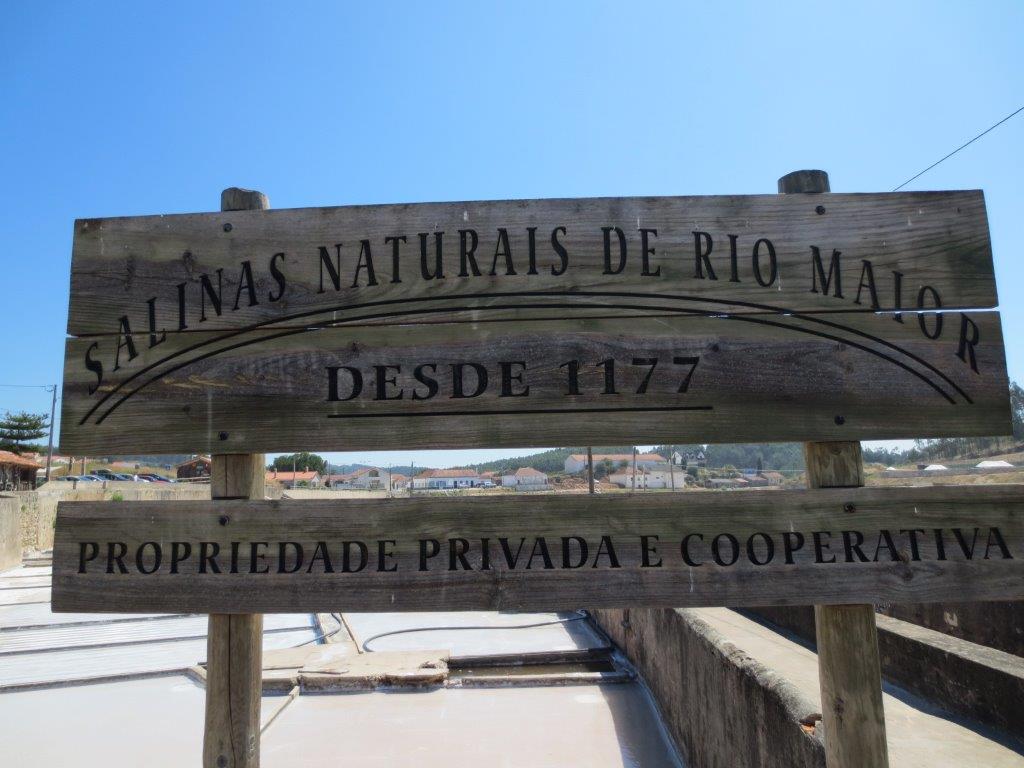 SALINAS NATURAIS DE RIO MAIOR
DESDE 1177
PROPRIEDADE PRIVADA E COOPERATIVA